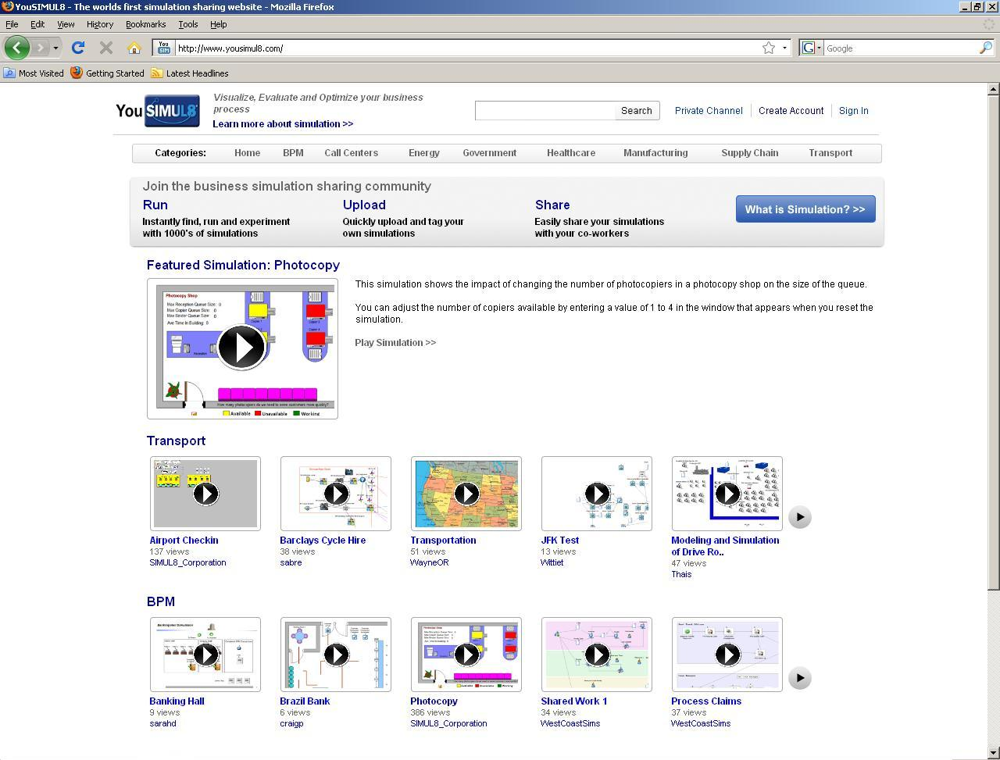 YouSIMUL8 - The worlds first simulation sharing website - Mozilla Firefox
File Edit View History Bookmarks Tools Help
You SIM http://www.yousimul8.com/ G Google
Most Visited Getting Started Latest Headlines
You SIMUL8
Visualize, Evaluate and Optimize your business
process
Learn more about simulation >>
Search Private Channel Create Account Sign In
Categories: Home BPM Call Centers Energy Government Healthcare Manufacturing Supply Chain Transport
Join the business simulation sharing community
Run Upload Share
Instantly find, run and experiment
with 1000's of simulations
Quickly upload and tag your
own simulations
Easily share your simulations
with your co-workers
What is Simulation? >>
Featured Simulation: Photocopy
Photocopy Shop
Max Reception Queue Size: 0
Max Copier Queue Size: 0
Max Binder Queue Size: 0
Ave Time In Building: 0
Reception
How many photocopiers do we need to serve customers more quickly?
Available Unavailable Working
This simulation shows the impact of changing the number of photocopiers in a photocopy shop on the size of the queue.
You can adjust the number of copiers available by entering a value of 1 to 4 in the window that appears when you reset the
simulation.
Play Simulation >>
Transport
Airport Checkin
137 views
SIMUL8_Corporation
Barclays Cycle Hire
38 views
sabre
Transportation
51 views
WayneOR
JFK Test
13 views
Wittiet
Modeling and Simulation
of Drive Ro..
47 views
Thais
BPM
Banking Hall Simulation
Photocopy Shop
Banking Hall
9 views
sarahd
Brazil Bank
6 views
craigp
Photocopy
386 views
SIMUL8_Corporation
Shared Work 1
34 views
WestCoastSims
Process Claims
37 views
WestCoastSims